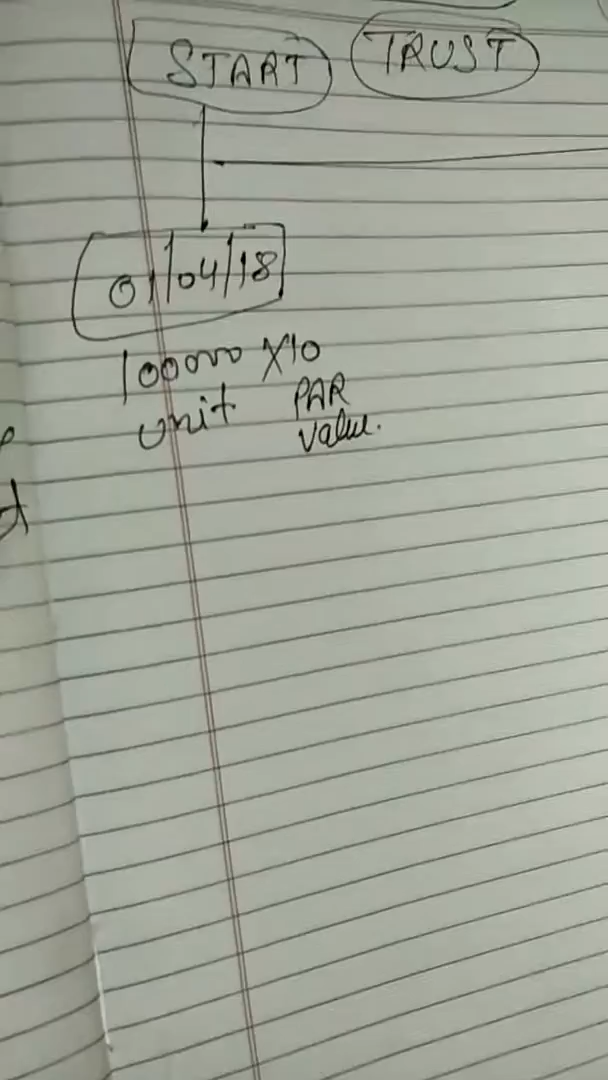 START TRUST
01/04/18
100000 X10
unit PAR
value.